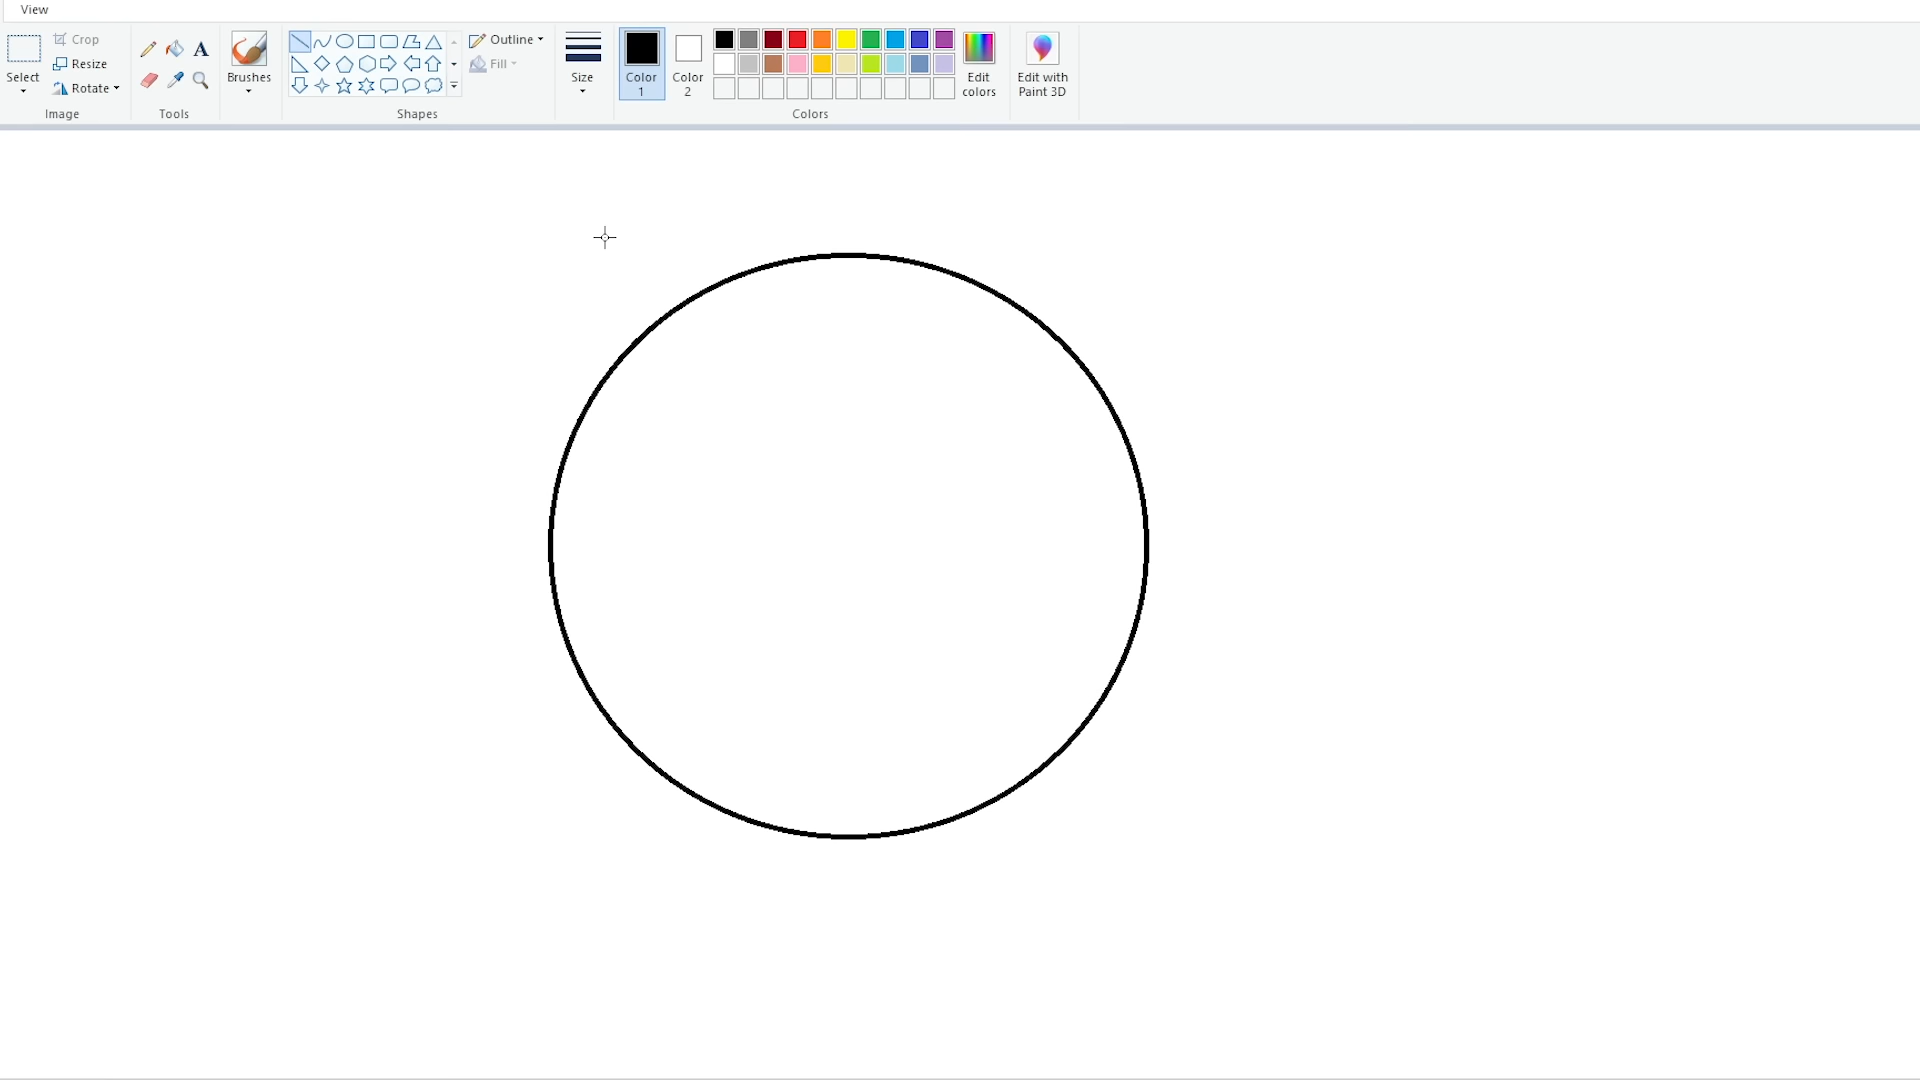 View
Select
Crop
Resize
Rotate
Image
A
Tools
Brushes
Shapes
Outline
Fill
Size
Color
1
Color
2
Colors
Edit
colors
Edit with
Paint 3D